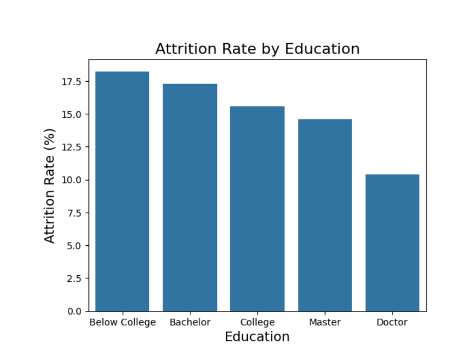 Attrition Rate by Education
Attrition Rate (%)
17.5
15.0
12.5
10.0
7.5
5.0
2.5
0.0
Below College Bachelor College Master Doctor
Education